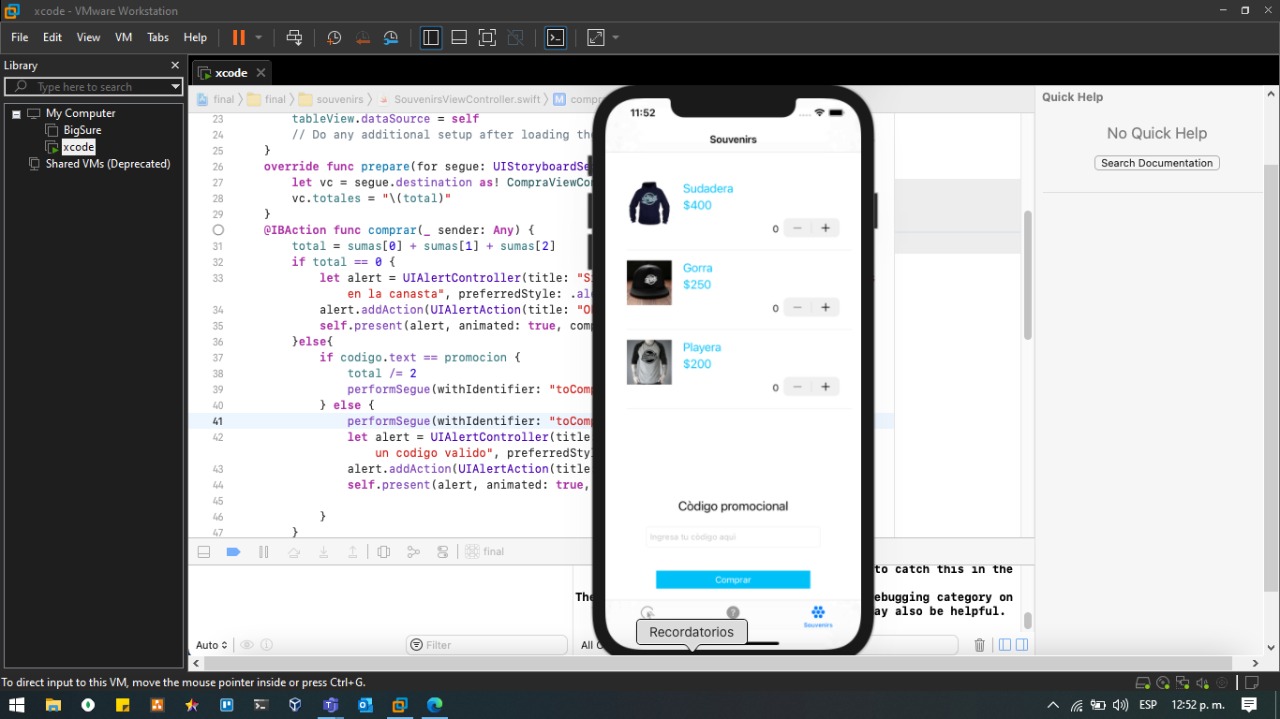 xcode - VMware Workstation
File Edit View VM Tabs Help
Library
Type here to search
My Computer
BigSure
xcode
Shared VMs (Deprecated)
xcode
final
final
souvenirs
SouvenirsViewController.swift
M
23 tableView.dataSource = self
24 // Do any additional setup after loading the
25 }
26 override func prepare(for segue: UIStoryboardSe
27 let vc = segue.destination as! CompraViewCon
28 vc.totales = "\(total)"
29 }
@IBAction func comprar(_ sender: Any) {
31 total = sumas[0] + sumas[1] + sumas[2]
32 if total == 0 {
33 let alert = UIAlertController(title: "S
en la canasta", preferredStyle: .al
34 alert.addAction(UIAlertAction(title: "O
35 self.present(alert, animated: true, com
36 }else{
37 if codigo.text == promocion {
38 total /= 2
39 performSegue(withIdentifier: "toCom
40 } else {
41 performSegue(withIdentifier: "toCom
42 let alert = UIAlertController(title
un codigo valido", preferredSty
43 alert.addAction(UIAlertAction(title
44 self.present(alert, animated: true,
45
46 }
47 }
final
to catch this in the
The
ebugging category on
ay also be helpful.
Auto
Filter
All O
11:52
Souvenirs
Sudadera
$400
0 − +
Gorra
$250
0 − +
Playera
$200
0 − +
Còdigo promocional
Ingresa tu código aquí
Comprar
Souvenirs
Recordatorios
Quick Help
No Quick Help
Search Documentation
To direct input to this VM, move the mouse pointer inside or press Ctrl+G.
ESP 12:52 p. m.